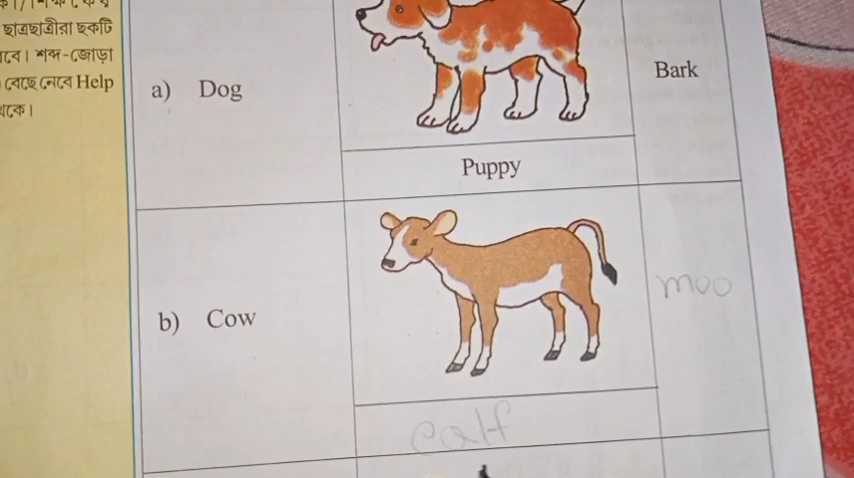 ছাত্রছাত্রীরা ছকটি
শব্দ-জোড়া
বেছে নেবে Help
থেকে।
a) Dog
Bark
Puppy
b) Cow
moo
calf